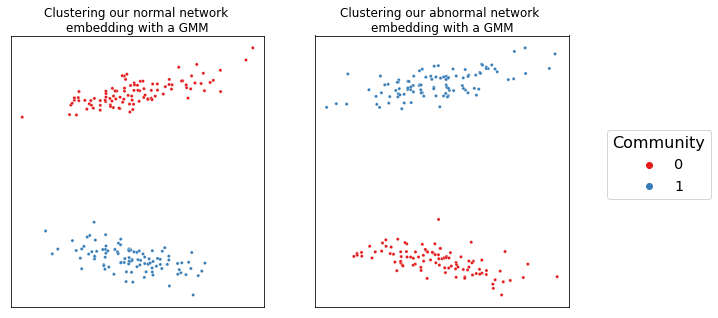 Clustering our normal network
embedding with a GMM
Clustering our abnormal network
embedding with a GMM
Community
0
1